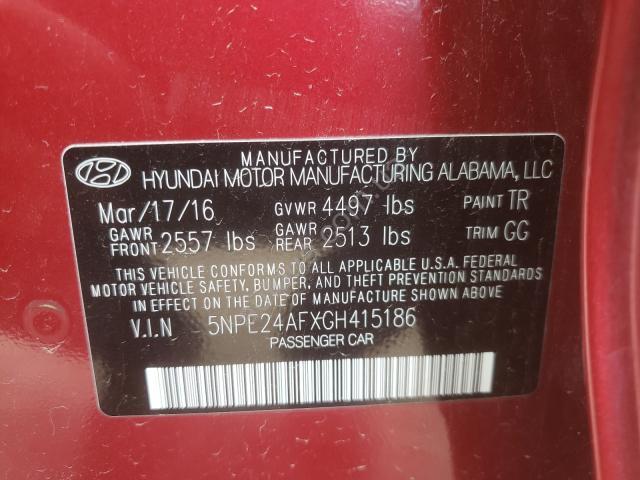 MANUFACTURED BY
HYUNDAI MOTOR MANUFACTURING ALABAMA, LLC
Mar/17/16 GVWR 4497 lbs PAINT TR
GAWR FRONT 2557 lbs GAWR REAR 2513 lbs TRIM GG
THIS VEHICLE CONFORMS TO ALL APPLICABLE U.S.A. FEDERAL
MOTOR VEHICLE SAFETY, BUMPER, AND THEFT PREVENTION STANDARDS
IN EFFECT ON THE DATE OF MANUFACTURE SHOWN ABOVE.
V.I.N 5NPE24AFXGH415186
PASSENGER CAR